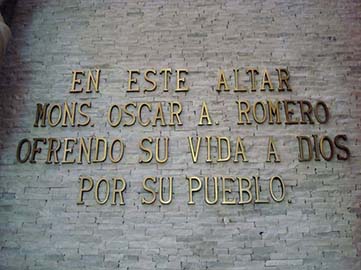 EN ESTE ALTAR
MONS. OSCAR A. ROMERO
OFRENDO SU VIDA A DIOS
POR SU PUEBLO.